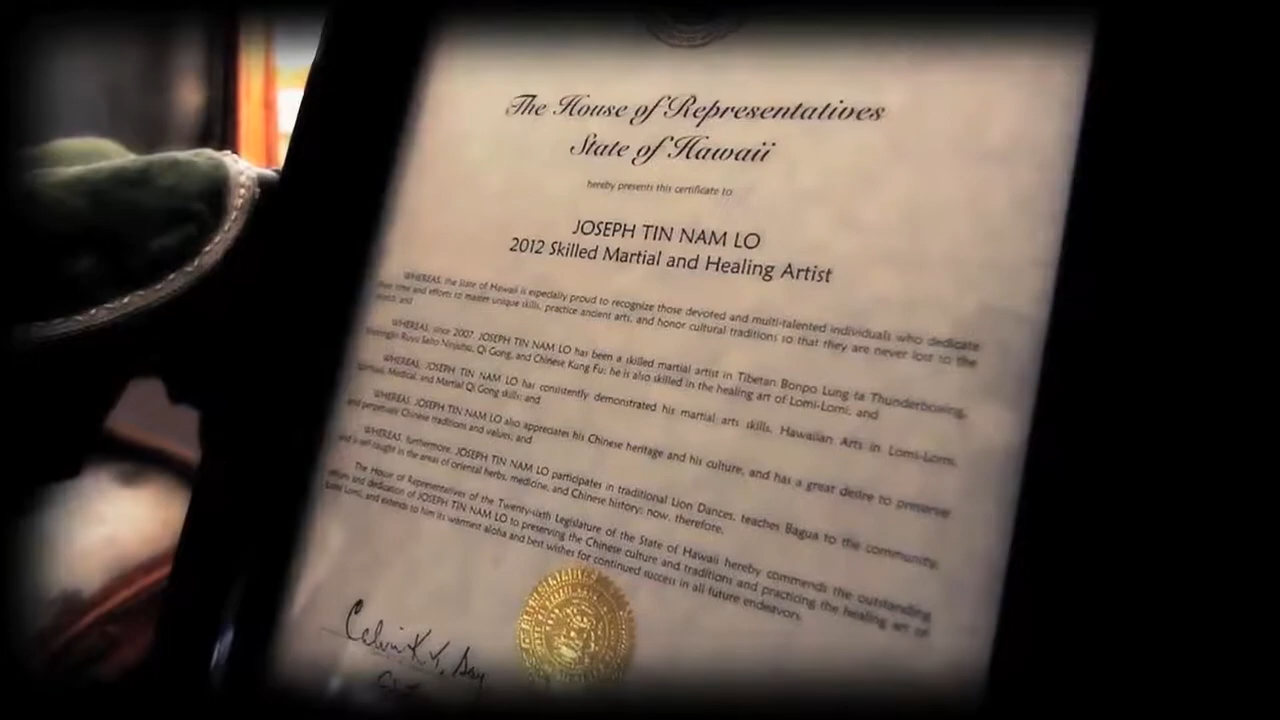 The House of Representatives
State of Hawaii
hereby presents this certificate to
JOSEPH TIN NAM LO
2012 Skilled Martial and Healing Artist
WHEREAS, the State of Hawaii is especially proud to recognize those devoted and multi-talented individuals who dedicate
their time and efforts to master unique skills, practice ancient arts, and honor cultural traditions so that they are never lost to the
and
WHEREAS, since 2007, JOSEPH TIN NAM LO has been a skilled martial artist in Tibetan Bonpo Lung ta Thunderboxing,
Ryu Ninjutsu, Qi Gong, and Chinese Kung Fu; he is also skilled in the healing art of Lomi-Lomi; and
WHEREAS, JOSEPH TIN NAM LO has consistently demonstrated his martial arts skills, Hawaiian Arts in Lomi-Lomi,
Spiritual, Medical, and Martial Qi Gong skills; and
WHEREAS, JOSEPH TIN NAM LO also appreciates his Chinese heritage and his culture, and has a great desire to preserve
and perpetuate Chinese traditions and values; and
WHEREAS, furthermore, JOSEPH TIN NAM LO participates in traditional Lion Dances, teaches Bagua to the community,
and is self taught in the areas of oriental herbs, medicine, and Chinese history; now, therefore,
The House of Representatives of the Twenty-sixth Legislature of the State of Hawaii hereby commends the outstanding
efforts and dedication of JOSEPH TIN NAM LO to preserving the Chinese culture and traditions and practicing the healing art of
Lomi Lomi, and extends to him its warmest aloha and best wishes for continued success in all future endeavors.
Calvin K. Y. Say